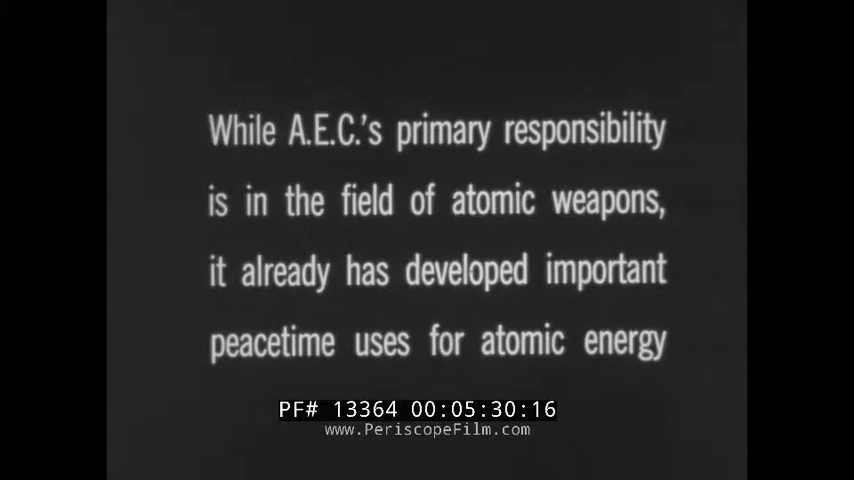 While A.E.C.'s primary responsibility
is in the field of atomic weapons,
it already has developed important
peacetime uses for atomic energy
PF# 13364 00:05:30:16
www.PeriscopeFilm.com